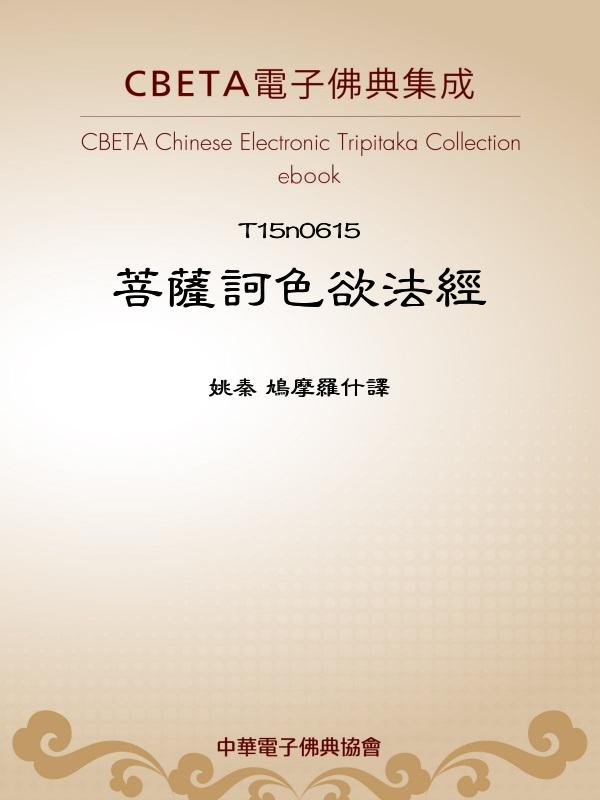 CBETA電子佛典集成
CBETA Chinese Electronic Tripitaka Collection
ebook
T15n0615
菩薩訶色欲法經
姚秦 鳩摩羅什譯
中華電子佛典協會